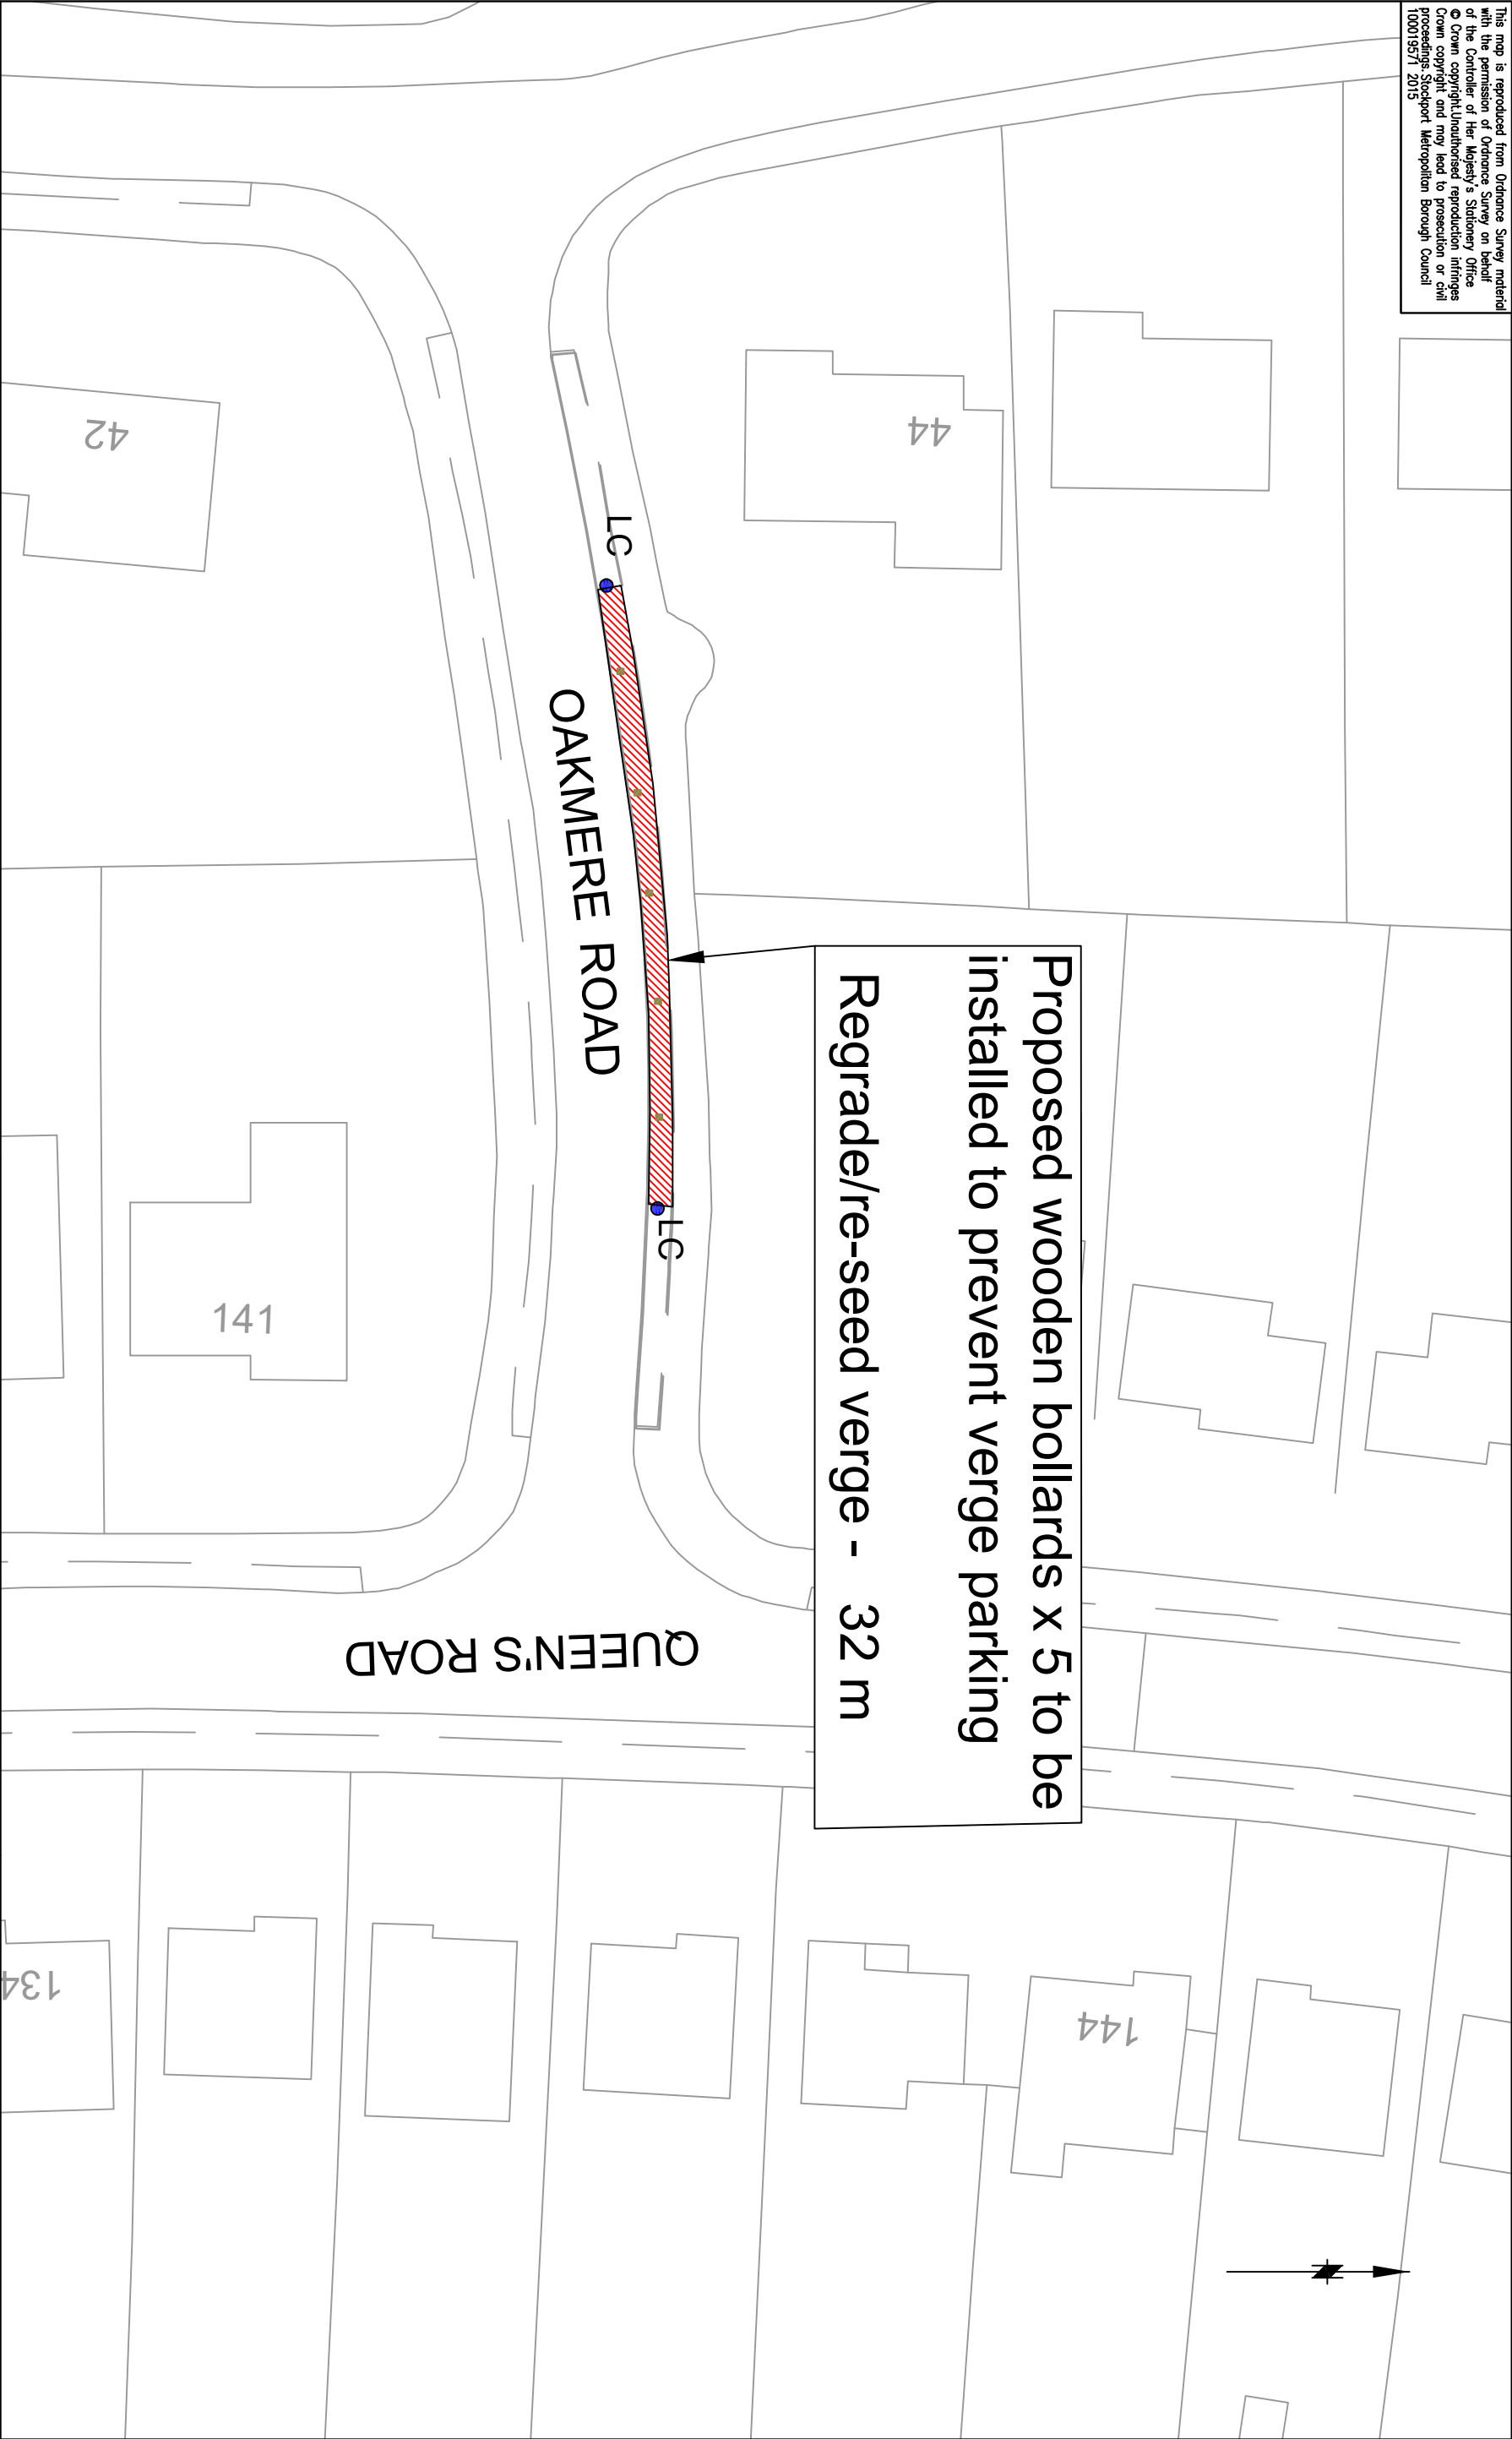 This map is reproduced from Ordnance Survey material
with the permission of Ordnance Survey on behalf
of the Controller of Her Majesty's Stationery Office
© Crown copyright.Unauthorised reproduction infringes
Crown copyright and may lead to prosecution or civil
proceedings.Stockport Metropolitan Borough Council
100019571 2015
44
42
LC
OAKMERE ROAD
Proposed wooden bollards x 5 to be
installed to prevent verge parking
Regrade/re-seed verge - 32 m
LC
141
QUEEN'S ROAD
144
134